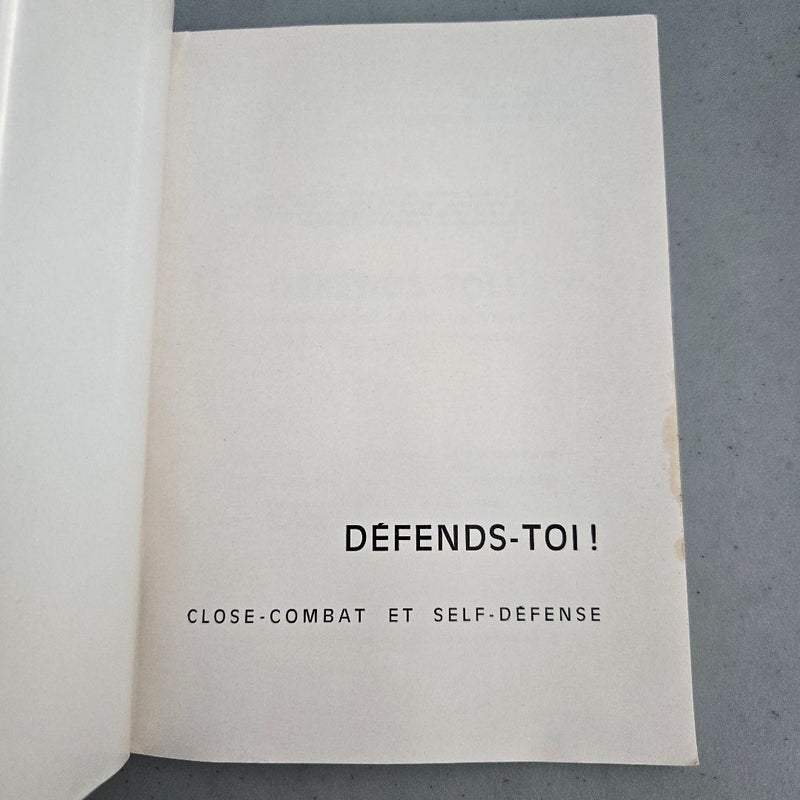 DÉFENDS-TOI !
CLOSE-COMBAT ET SELF-DÉFENSE